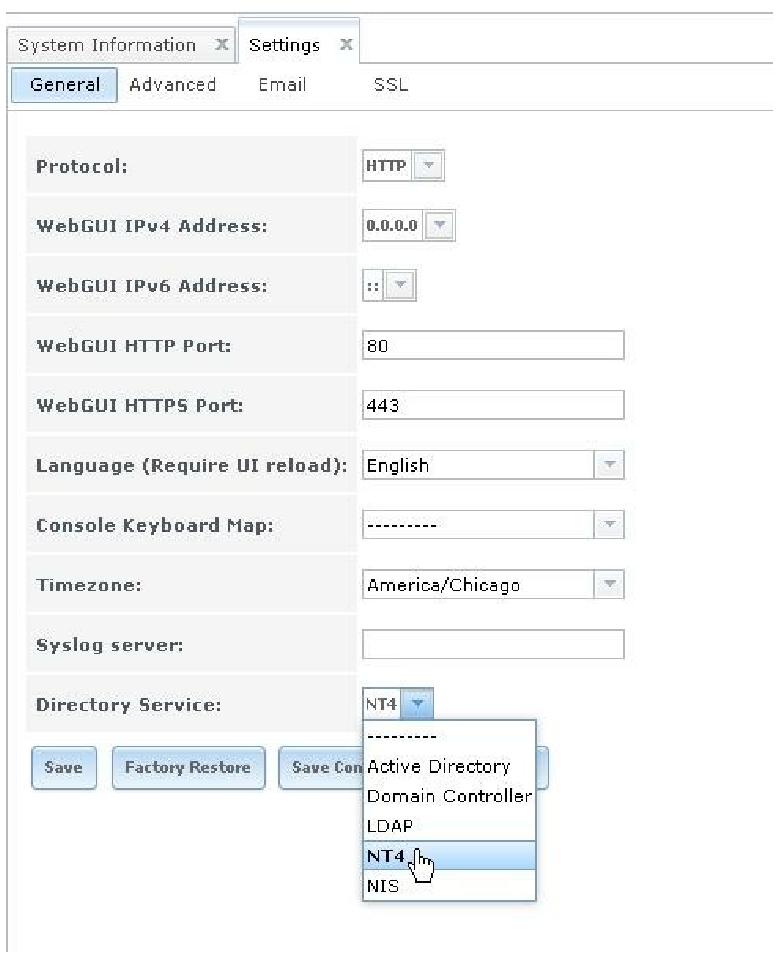 System Information X Settings X
General Advanced Email SSL
Protocol: HTTP
WebGUI IPv4 Address: 0.0.0.0
WebGUI IPv6 Address: ::
WebGUI HTTP Port: 80
WebGUI HTTPS Port: 443
Language (Require UI reload): English
Console Keyboard Map: ---------
Timezone: America/Chicago
Syslog server:
Directory Service: NT4
---------
Save Factory Restore Save Con
Active Directory
Domain Controller
LDAP
NT4
NIS